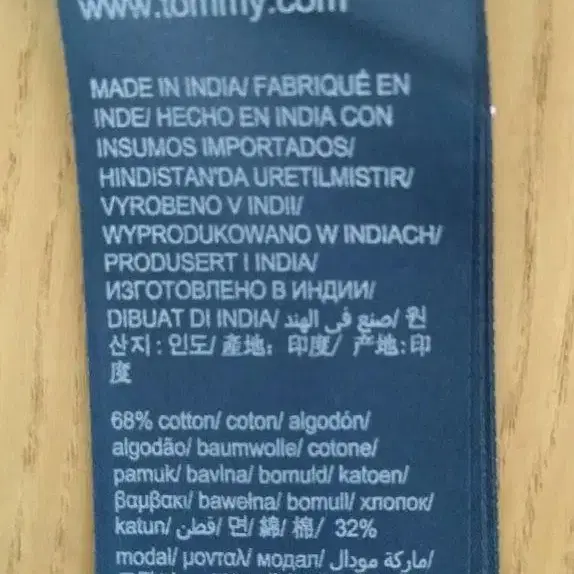 www.tommy.com
MADE IN INDIA/ FABRIQUÉ EN
INDE/ HECHO EN INDIA CON
INSUMOS IMPORTADOS/
HINDISTAN'DA URETILMISTIR/
VYROBENO V INDII/
WYPRODUKOWANO W INDIACH/
PRODUSERT I INDIA/
ИЗГОТОВЛЕНО В ИНДИИ/
DIBUAT DI INDIA/ صنع في الهند/ 원
산지: 인도/ 產地: 印度/ 产地:印
度
68% cotton/ coton/ algodón/
algodão/ baumwolle/ cotone/
pamuk/ bavlna/ bomuld/ katoen/
βαμβακι/ bawełna/ bomull/ хлопок/
katun/ قطن/ 면/ 綿/ 棉/ 32%
modal/ μονταλ/ модал/ ماركة مودال/